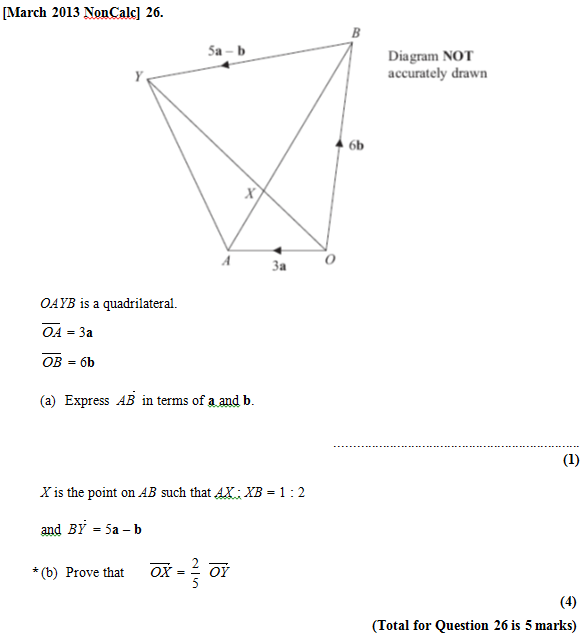 [March 2013 NonCalc] 26.
B
5a – b
Diagram NOT
accurately drawn
Y
6b
X
A
3a
O
OAYB is a quadrilateral.
OA = 3a
OB = 6b
(a) Express AB in terms of a and b.
(1)
X is the point on AB such that AX : XB = 1 : 2
and BY = 5a – b
*(b) Prove that OX = 2/5 OY
(4)
(Total for Question 26 is 5 marks)